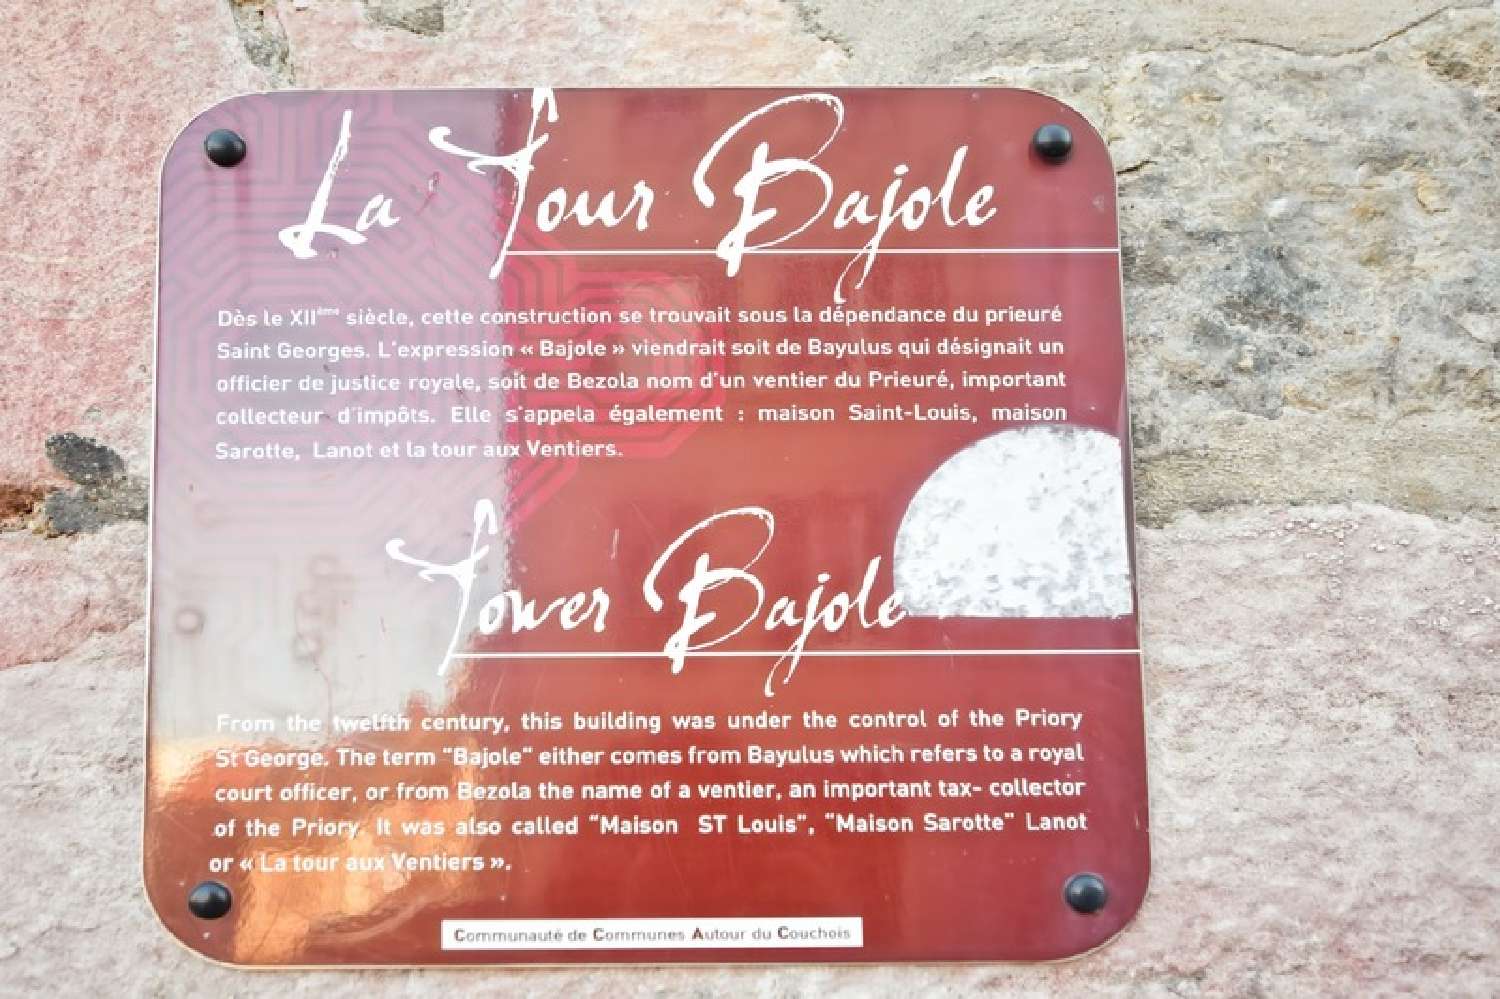 La Tour Bajole
Dès le XIIème siècle, cette construction se trouvait sous la dépendance du prieuré
Saint Georges. L'expression « Bajole » viendrait soit de Bayulus qui désignait un
officier de justice royale, soit de Bezola nom d'un ventier du Prieuré, important
collecteur d'impôts. Elle s'appela également : maison Saint-Louis, maison
Sarotte, Lanot et la tour aux Ventiers.
Tower Bajole
From the twelfth century, this building was under the control of the Priory
St George. The term "Bajole" either comes from Bayulus which refers to a royal
court officer, or from Bezola the name of a ventier, an important tax- collector
of the Priory. It was also called "Maison ST Louis", "Maison Sarotte" Lanot
or « La tour aux Ventiers ».
Communauté de Communes Autour du Couchois